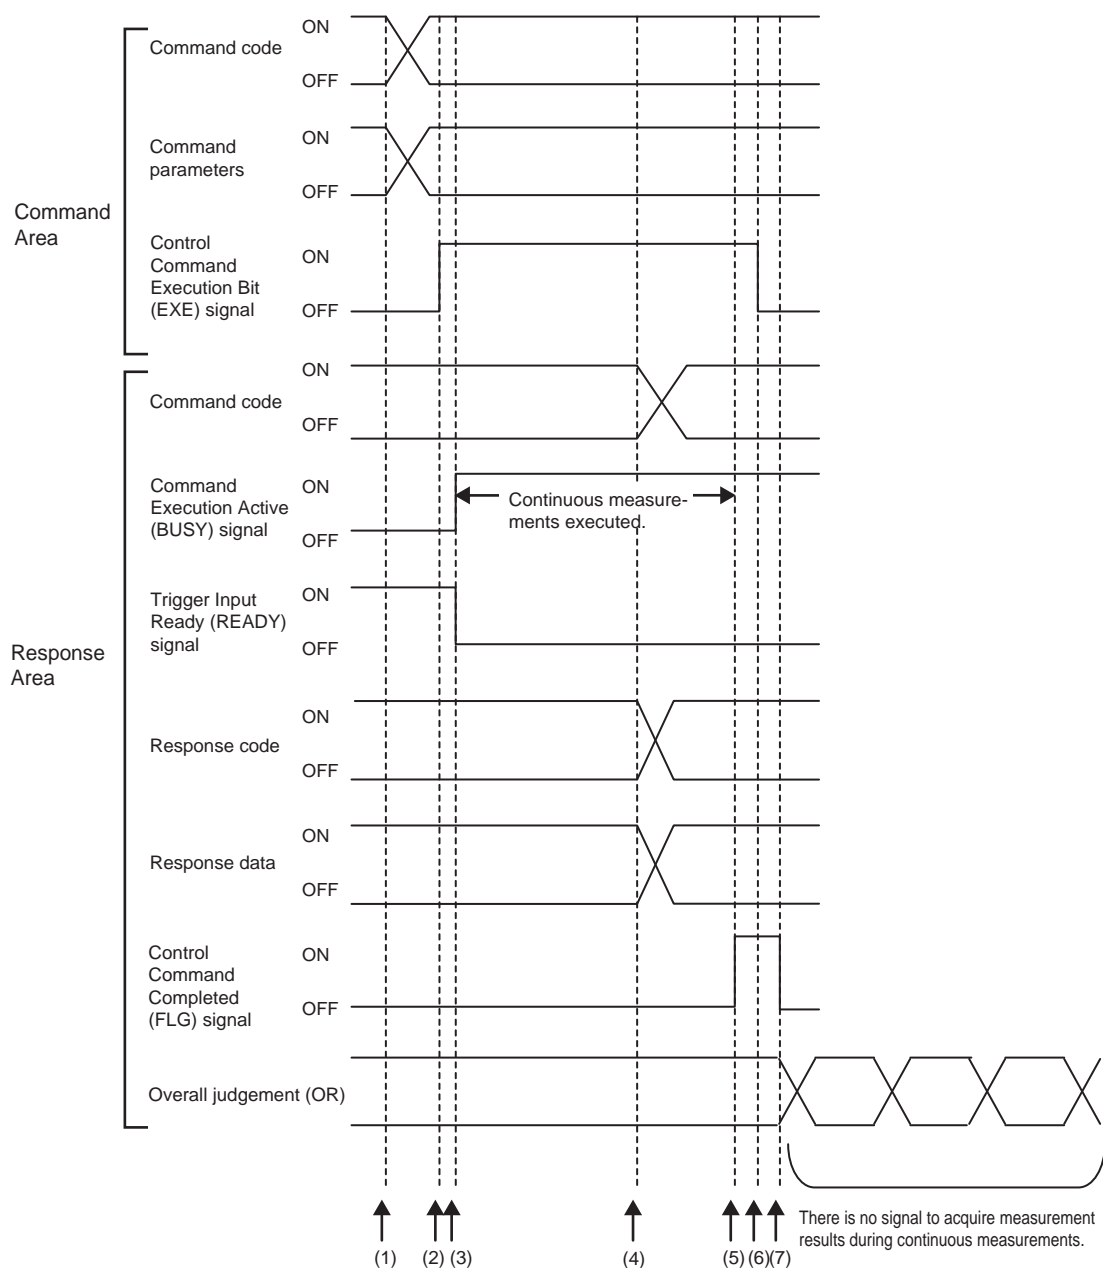 ON
Command code
OFF
ON
Command
parameters
OFF
Command
Area
Control
Command
Execution Bit
(EXE) signal
ON
OFF
ON
Command code
OFF
Command
Execution Active
(BUSY) signal
ON
OFF
Continuous measure-
ments executed.
Trigger Input
Ready (READY)
signal
ON
OFF
Response
Area
ON
Response code
OFF
ON
Response data
OFF
Control
Command
Completed
(FLG) signal
ON
OFF
Overall judgement (OR)
There is no signal to acquire measurement
results during continuous measurements.
(1) (2) (3) (4) (5) (6) (7)